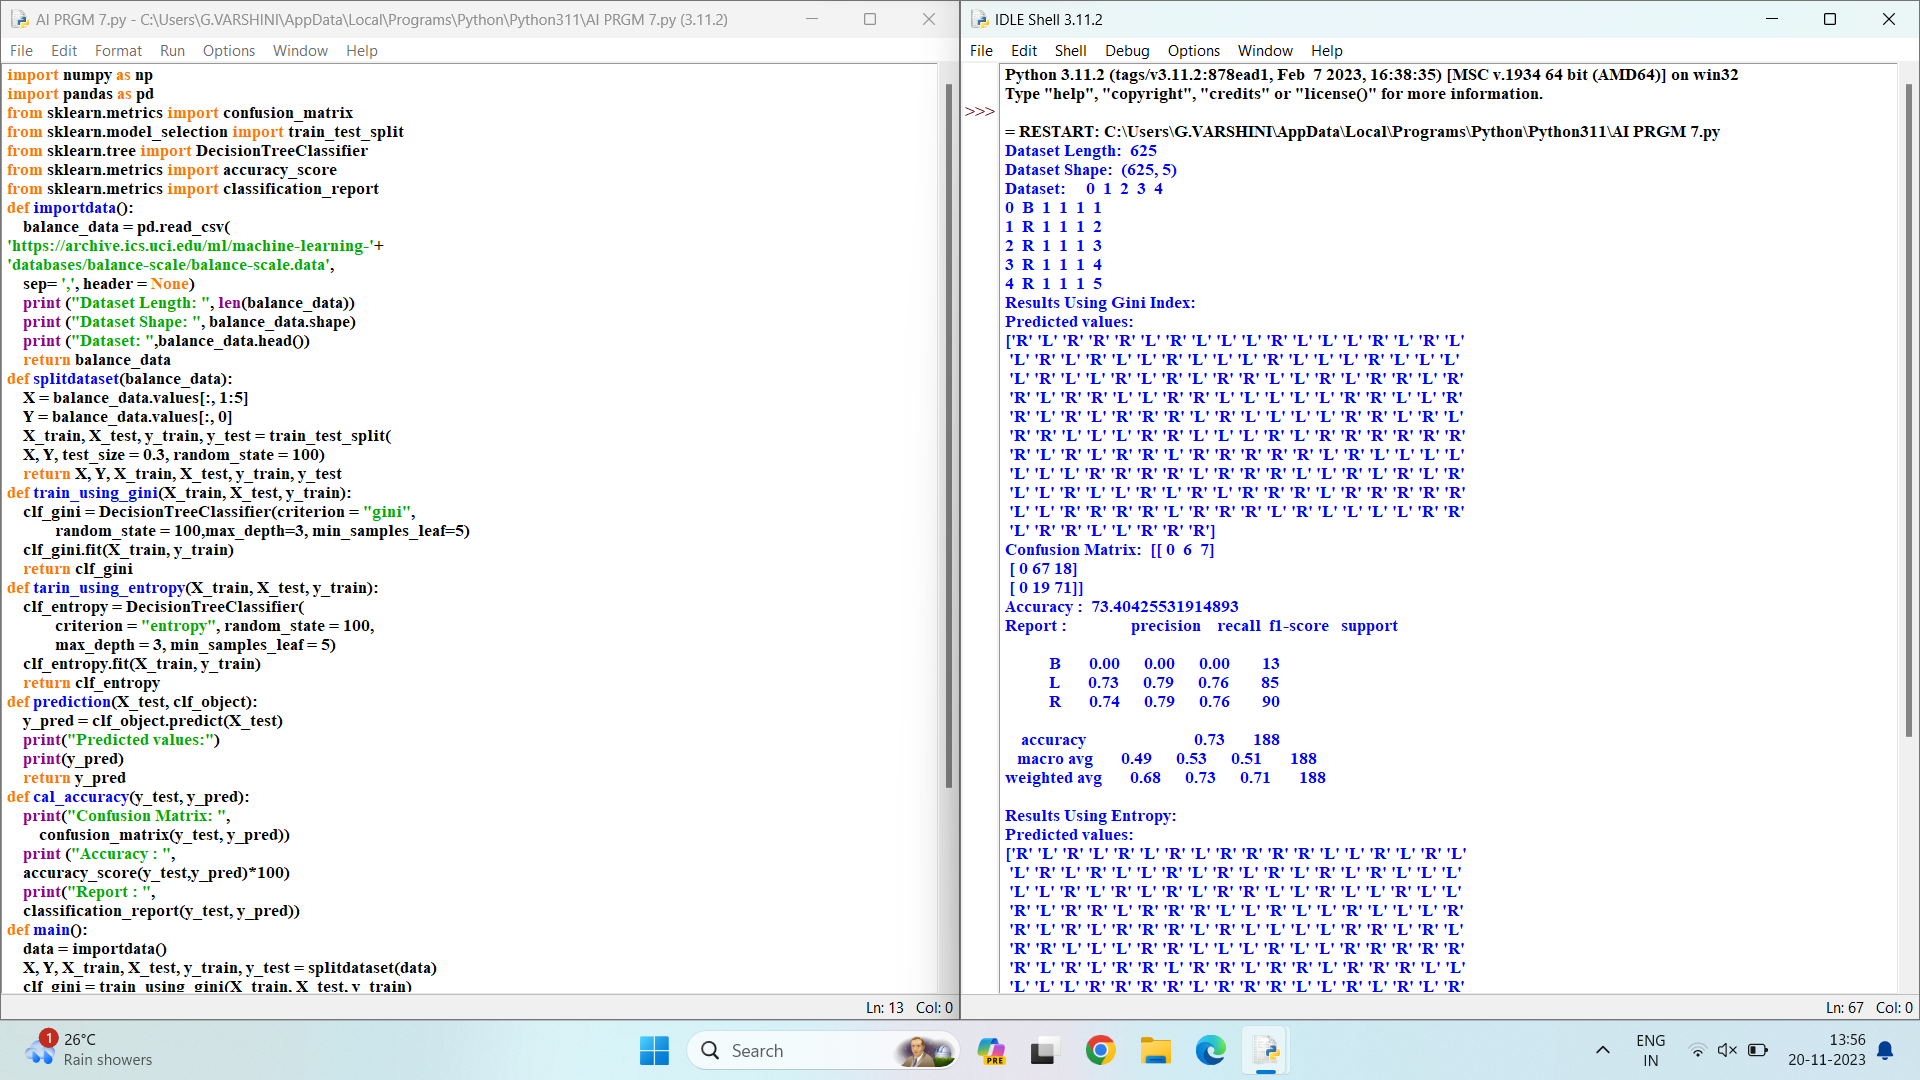 AI PRGM 7.py - C:\Users\G.VARSHINI\AppData\Local\Programs\Python\Python311\AI PRGM 7.py (3.11.2)
File Edit Format Run Options Window Help
import numpy as np
import pandas as pd
from sklearn.metrics import confusion_matrix
from sklearn.model_selection import train_test_split
from sklearn.tree import DecisionTreeClassifier
from sklearn.metrics import accuracy_score
from sklearn.metrics import classification_report
def importdata():
    balance_data = pd.read_csv(
'https://archive.ics.uci.edu/ml/machine-learning-'+
'databases/balance-scale/balance-scale.data',
    sep= ',', header = None)
    print ("Dataset Length: ", len(balance_data))
    print ("Dataset Shape: ", balance_data.shape)
    print ("Dataset: ",balance_data.head())
    return balance_data
def splitdataset(balance_data):
    X = balance_data.values[:, 1:5]
    Y = balance_data.values[:, 0]
    X_train, X_test, y_train, y_test = train_test_split(
    X, Y, test_size = 0.3, random_state = 100)
    return X, Y, X_train, X_test, y_train, y_test
def train_using_gini(X_train, X_test, y_train):
    clf_gini = DecisionTreeClassifier(criterion = "gini",
            random_state = 100,max_depth=3, min_samples_leaf=5)
    clf_gini.fit(X_train, y_train)
    return clf_gini
def tarin_using_entropy(X_train, X_test, y_train):
    clf_entropy = DecisionTreeClassifier(
            criterion = "entropy", random_state = 100,
            max_depth = 3, min_samples_leaf = 5)
    clf_entropy.fit(X_train, y_train)
    return clf_entropy
def prediction(X_test, clf_object):
    y_pred = clf_object.predict(X_test)
    print("Predicted values:")
    print(y_pred)
    return y_pred
def cal_accuracy(y_test, y_pred):
    print("Confusion Matrix: ",
        confusion_matrix(y_test, y_pred))
    print ("Accuracy : ",
    accuracy_score(y_test,y_pred)*100)
    print("Report : ",
    classification_report(y_test, y_pred))
def main():
    data = importdata()
    X, Y, X_train, X_test, y_train, y_test = splitdataset(data)
    clf_gini = train_using_gini(X_train, X_test, y_train)
Ln: 13 Col: 0
IDLE Shell 3.11.2
File Edit Shell Debug Options Window Help
Python 3.11.2 (tags/v3.11.2:878ead1, Feb  7 2023, 16:38:35) [MSC v.1934 64 bit (AMD64)] on win32
Type "help", "copyright", "credits" or "license()" for more information.
>>>
= RESTART: C:\Users\G.VARSHINI\AppData\Local\Programs\Python\Python311\AI PRGM 7.py
Dataset Length:  625
Dataset Shape:  (625, 5)
Dataset:     0  1  2  3  4
0  B  1  1  1  1
1  R  1  1  1  2
2  R  1  1  1  3
3  R  1  1  1  4
4  R  1  1  1  5
Results Using Gini Index:
Predicted values:
['R' 'L' 'R' 'R' 'R' 'L' 'R' 'L' 'L' 'L' 'R' 'L' 'L' 'L' 'R' 'L' 'R' 'L'
 'L' 'R' 'L' 'R' 'L' 'L' 'R' 'L' 'L' 'L' 'R' 'L' 'L' 'L' 'R' 'L' 'L' 'L'
 'L' 'R' 'L' 'L' 'R' 'L' 'R' 'L' 'R' 'R' 'L' 'L' 'R' 'L' 'R' 'R' 'L' 'R'
 'R' 'L' 'R' 'R' 'L' 'L' 'R' 'R' 'L' 'L' 'L' 'L' 'L' 'R' 'R' 'L' 'L' 'R'
 'R' 'L' 'R' 'L' 'R' 'R' 'R' 'L' 'R' 'L' 'L' 'L' 'L' 'R' 'R' 'L' 'R' 'L'
 'R' 'R' 'L' 'L' 'L' 'R' 'R' 'L' 'L' 'L' 'R' 'L' 'R' 'R' 'R' 'R' 'R' 'R'
 'R' 'L' 'R' 'L' 'R' 'R' 'L' 'R' 'R' 'R' 'R' 'R' 'L' 'R' 'L' 'L' 'L' 'L'
 'L' 'L' 'L' 'R' 'R' 'R' 'R' 'L' 'R' 'R' 'R' 'L' 'L' 'R' 'L' 'R' 'L' 'R'
 'L' 'L' 'R' 'L' 'L' 'R' 'L' 'R' 'L' 'R' 'R' 'R' 'L' 'R' 'R' 'R' 'R' 'R'
 'L' 'L' 'R' 'R' 'R' 'R' 'L' 'R' 'R' 'R' 'L' 'R' 'L' 'L' 'L' 'L' 'R' 'R'
 'L' 'R' 'R' 'L' 'L' 'R' 'R' 'R']
Confusion Matrix:  [[ 0  6  7]
 [ 0 67 18]
 [ 0 19 71]]
Accuracy :  73.40425531914893
Report :                precision    recall  f1-score   support

           B       0.00      0.00      0.00        13
           L       0.73      0.79      0.76        85
           R       0.74      0.79      0.76        90

    accuracy                           0.73       188
   macro avg       0.49      0.53      0.51       188
weighted avg       0.68      0.73      0.71       188

Results Using Entropy:
Predicted values:
['R' 'L' 'R' 'L' 'R' 'L' 'R' 'L' 'R' 'R' 'R' 'R' 'L' 'L' 'R' 'L' 'R' 'L'
 'L' 'R' 'L' 'R' 'L' 'L' 'R' 'L' 'R' 'L' 'R' 'L' 'R' 'L' 'R' 'L' 'L' 'L'
 'L' 'L' 'R' 'L' 'R' 'L' 'R' 'L' 'R' 'R' 'L' 'L' 'R' 'L' 'L' 'R' 'L' 'L'
 'R' 'L' 'R' 'R' 'L' 'R' 'R' 'R' 'L' 'L' 'R' 'L' 'L' 'R' 'L' 'L' 'L' 'R'
 'R' 'L' 'R' 'L' 'R' 'R' 'R' 'L' 'R' 'L' 'L' 'L' 'L' 'R' 'R' 'L' 'R' 'L'
 'R' 'R' 'L' 'L' 'L' 'R' 'R' 'L' 'L' 'L' 'R' 'L' 'L' 'R' 'R' 'R' 'R' 'R'
 'R' 'L' 'R' 'L' 'R' 'R' 'L' 'R' 'R' 'L' 'R' 'R' 'L' 'R' 'R' 'R' 'L' 'L'
 'L' 'L' 'L' 'R' 'R' 'R' 'R' 'L' 'R' 'R' 'R' 'L' 'L' 'R' 'L' 'R' 'L' 'R'
Ln: 67 Col: 0
1
26°C
Rain showers
Search
PRE
ENG
IN
13:56
20-11-2023